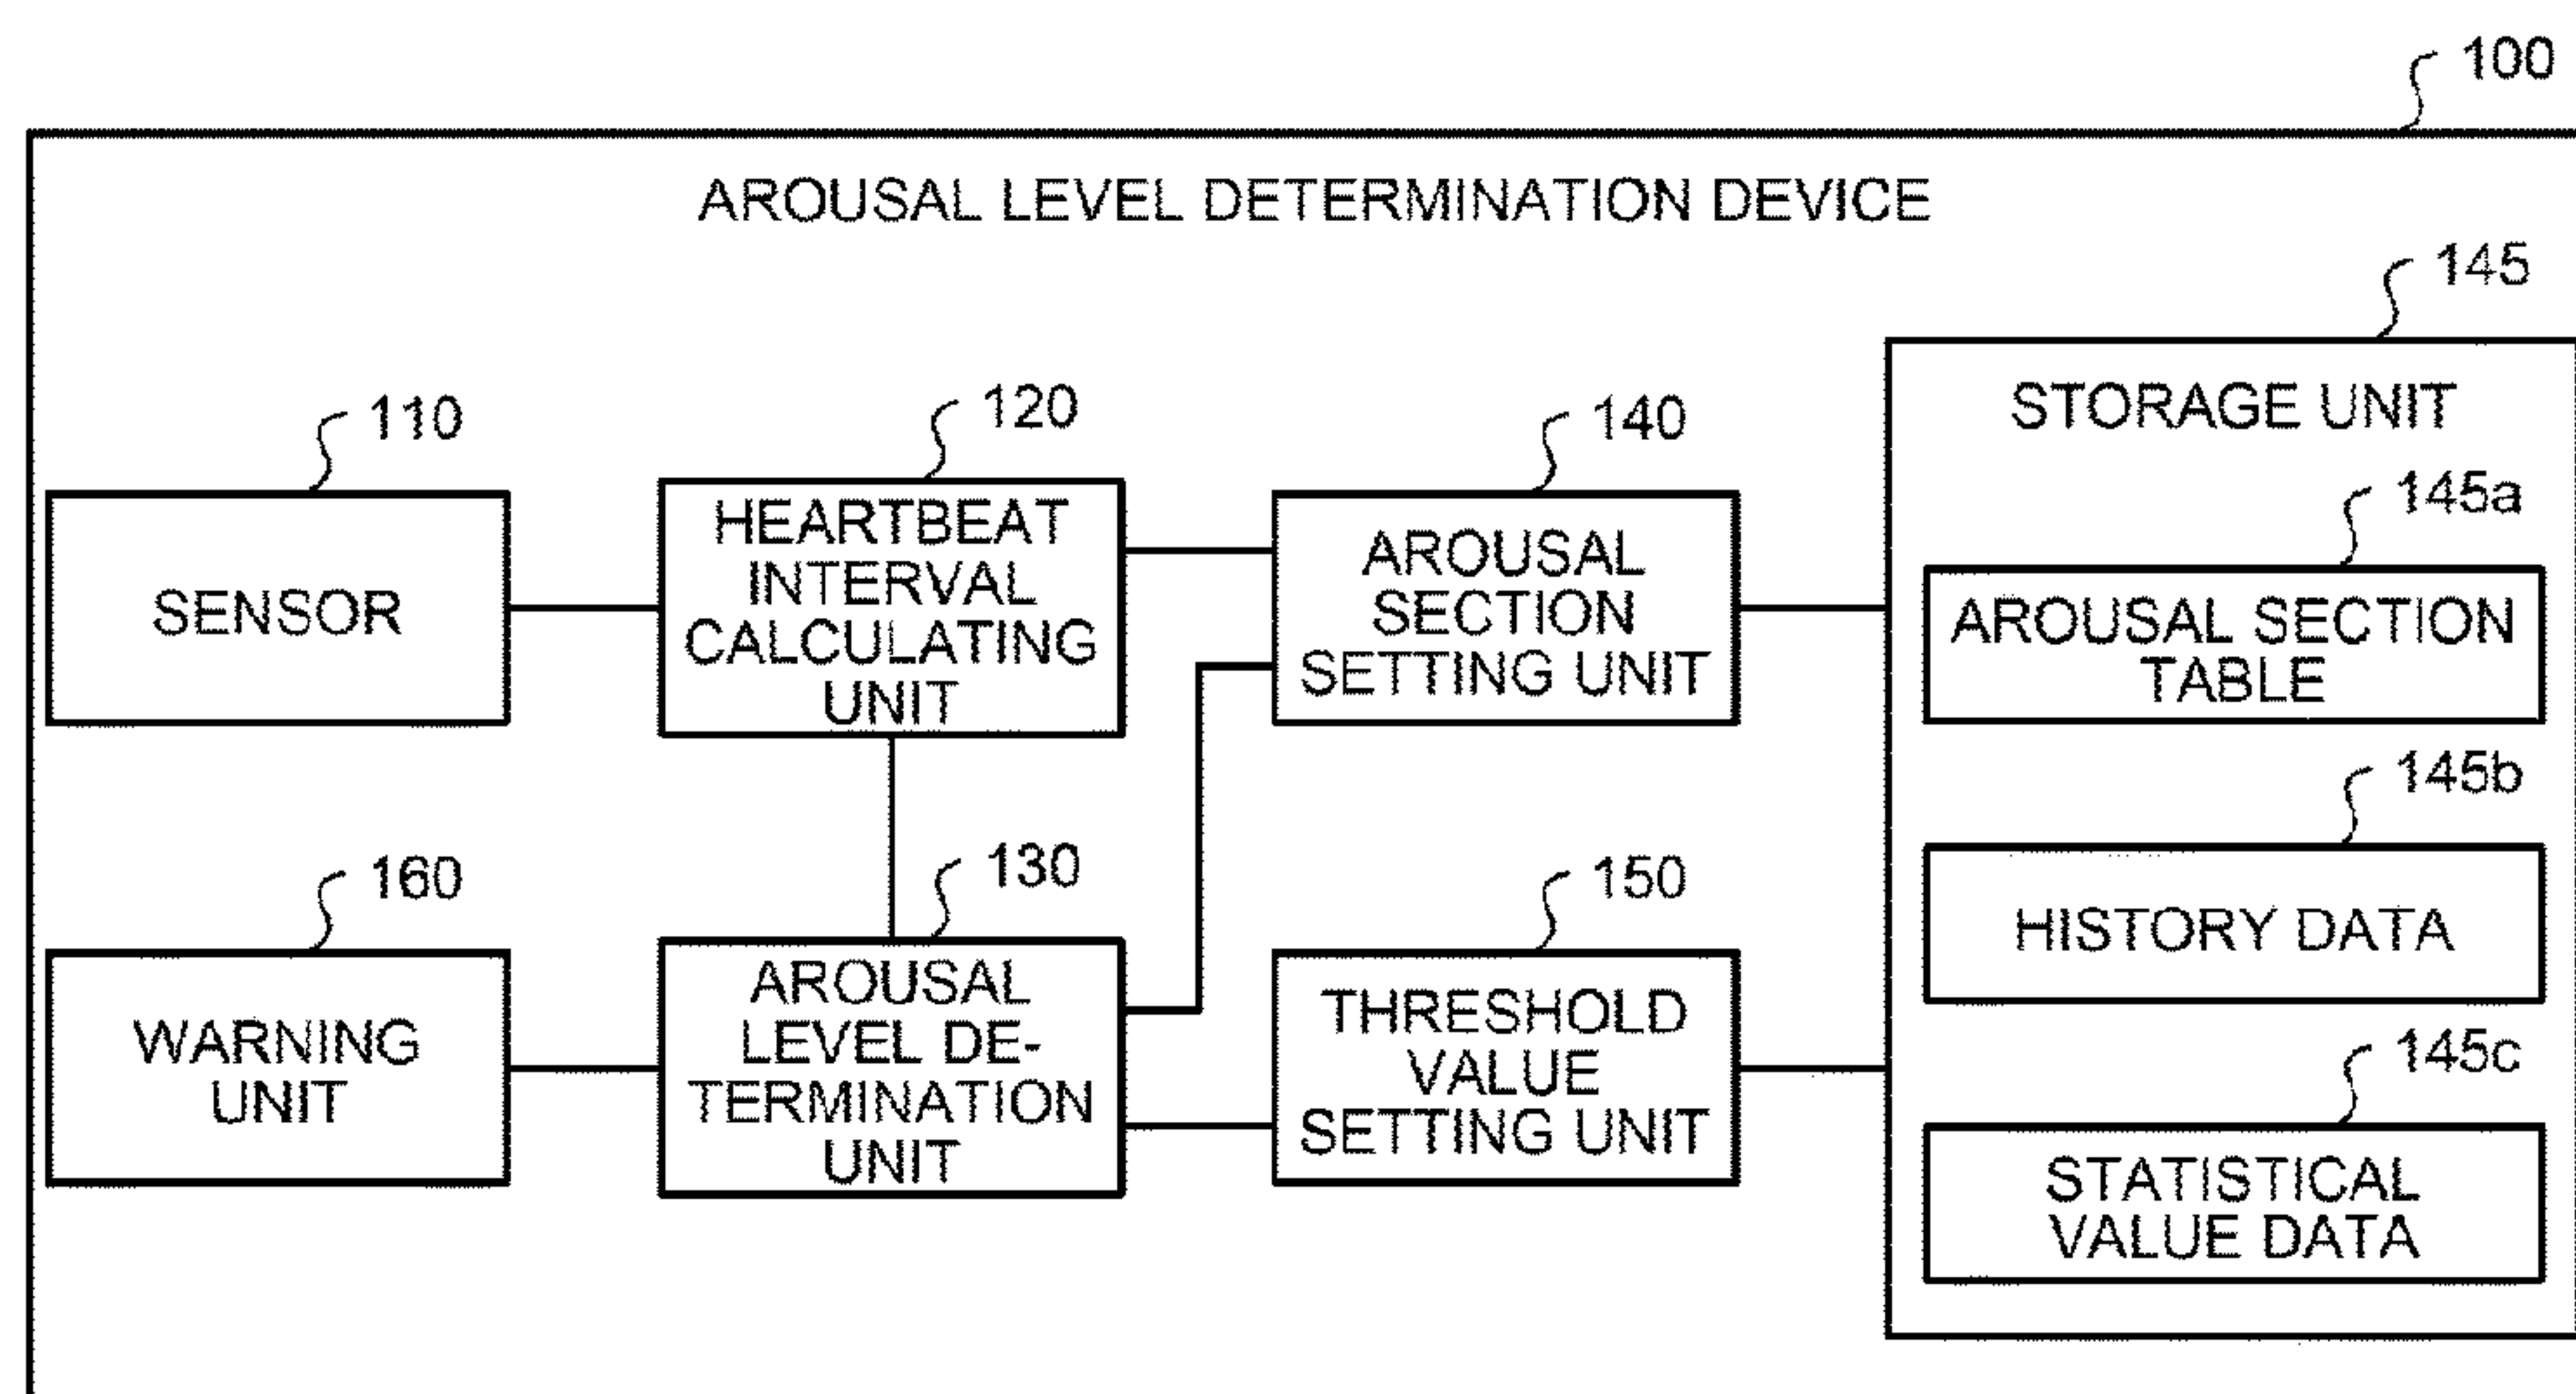 100
AROUSAL LEVEL DETERMINATION DEVICE
145
STORAGE UNIT
110
SENSOR
120
HEARTBEAT
INTERVAL
CALCULATING
UNIT
140
AROUSAL
SECTION
SETTING UNIT
145a
AROUSAL SECTION
TABLE
145b
HISTORY DATA
160
WARNING
UNIT
130
AROUSAL
LEVEL DE-
TERMINATION
UNIT
150
THRESHOLD
VALUE
SETTING UNIT
145c
STATISTICAL
VALUE DATA